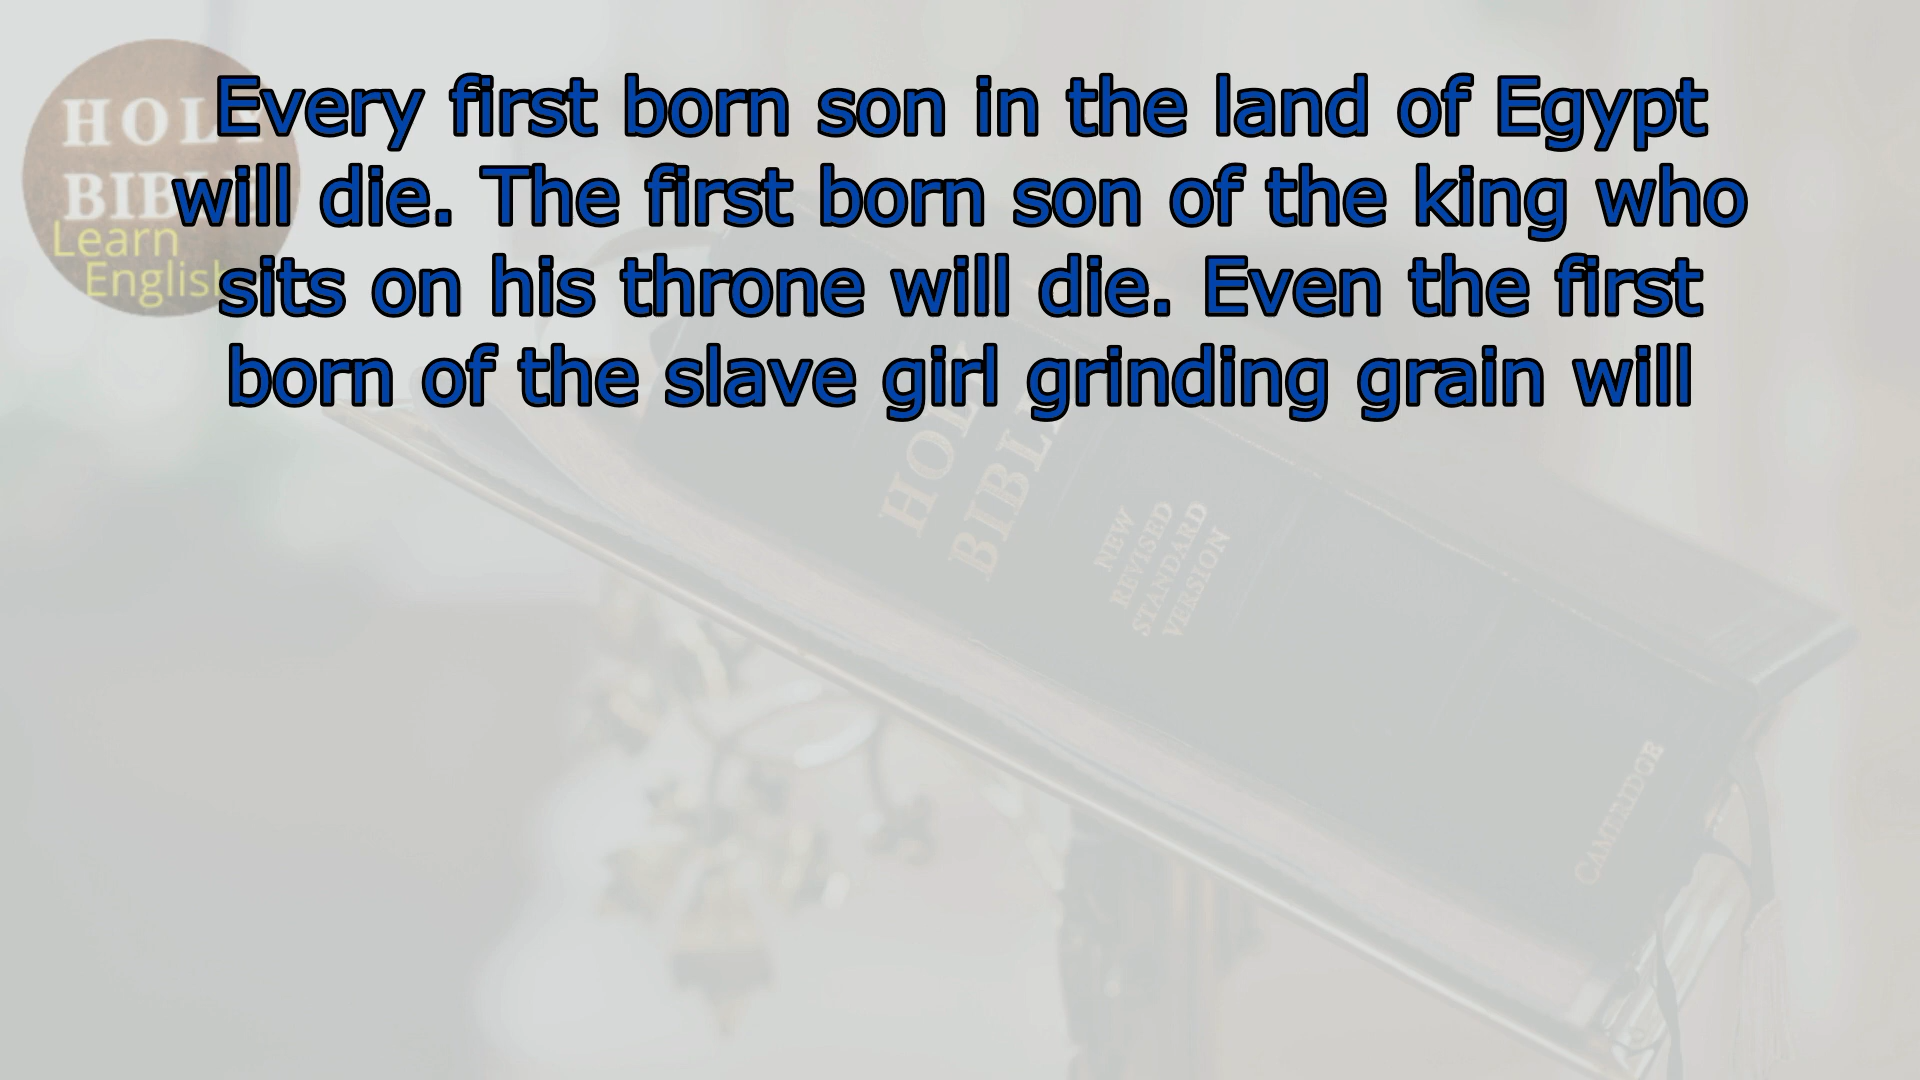 Every first born son in the land of Egypt
will die. The first born son of the king who
sits on his throne will die. Even the first
born of the slave girl grinding grain will
HOLY
BIBLE
Learn
English
HOLY
BIBLE
NEW
REVISED
STANDARD
VERSION
CAMBRIDGE